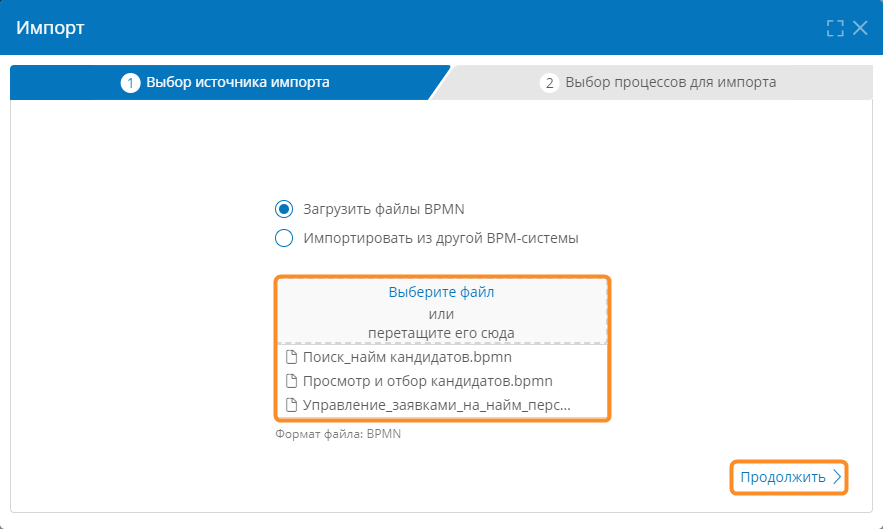 Импорт
1 Выбор источника импорта
2 Выбор процессов для импорта
Загрузить файлы BPMN
Импортировать из другой BPM-системы
Выберите файл
или
перетащите его сюда
Поиск_найм кандидатов.bpmn
Просмотр и отбор кандидатов.bpmn
Управление_заявками_на_найм_перс...
Формат файла: BPMN
Продолжить